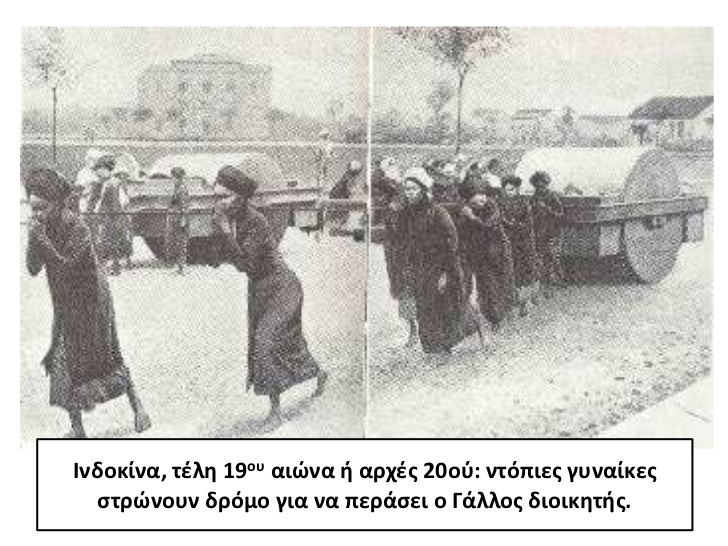 Ινδοκίνα, τέλη 19ου αιώνα ή αρχές 20ού: ντόπιες γυναίκες
στρώνουν δρόμο για να περάσει ο Γάλλος διοικητής.